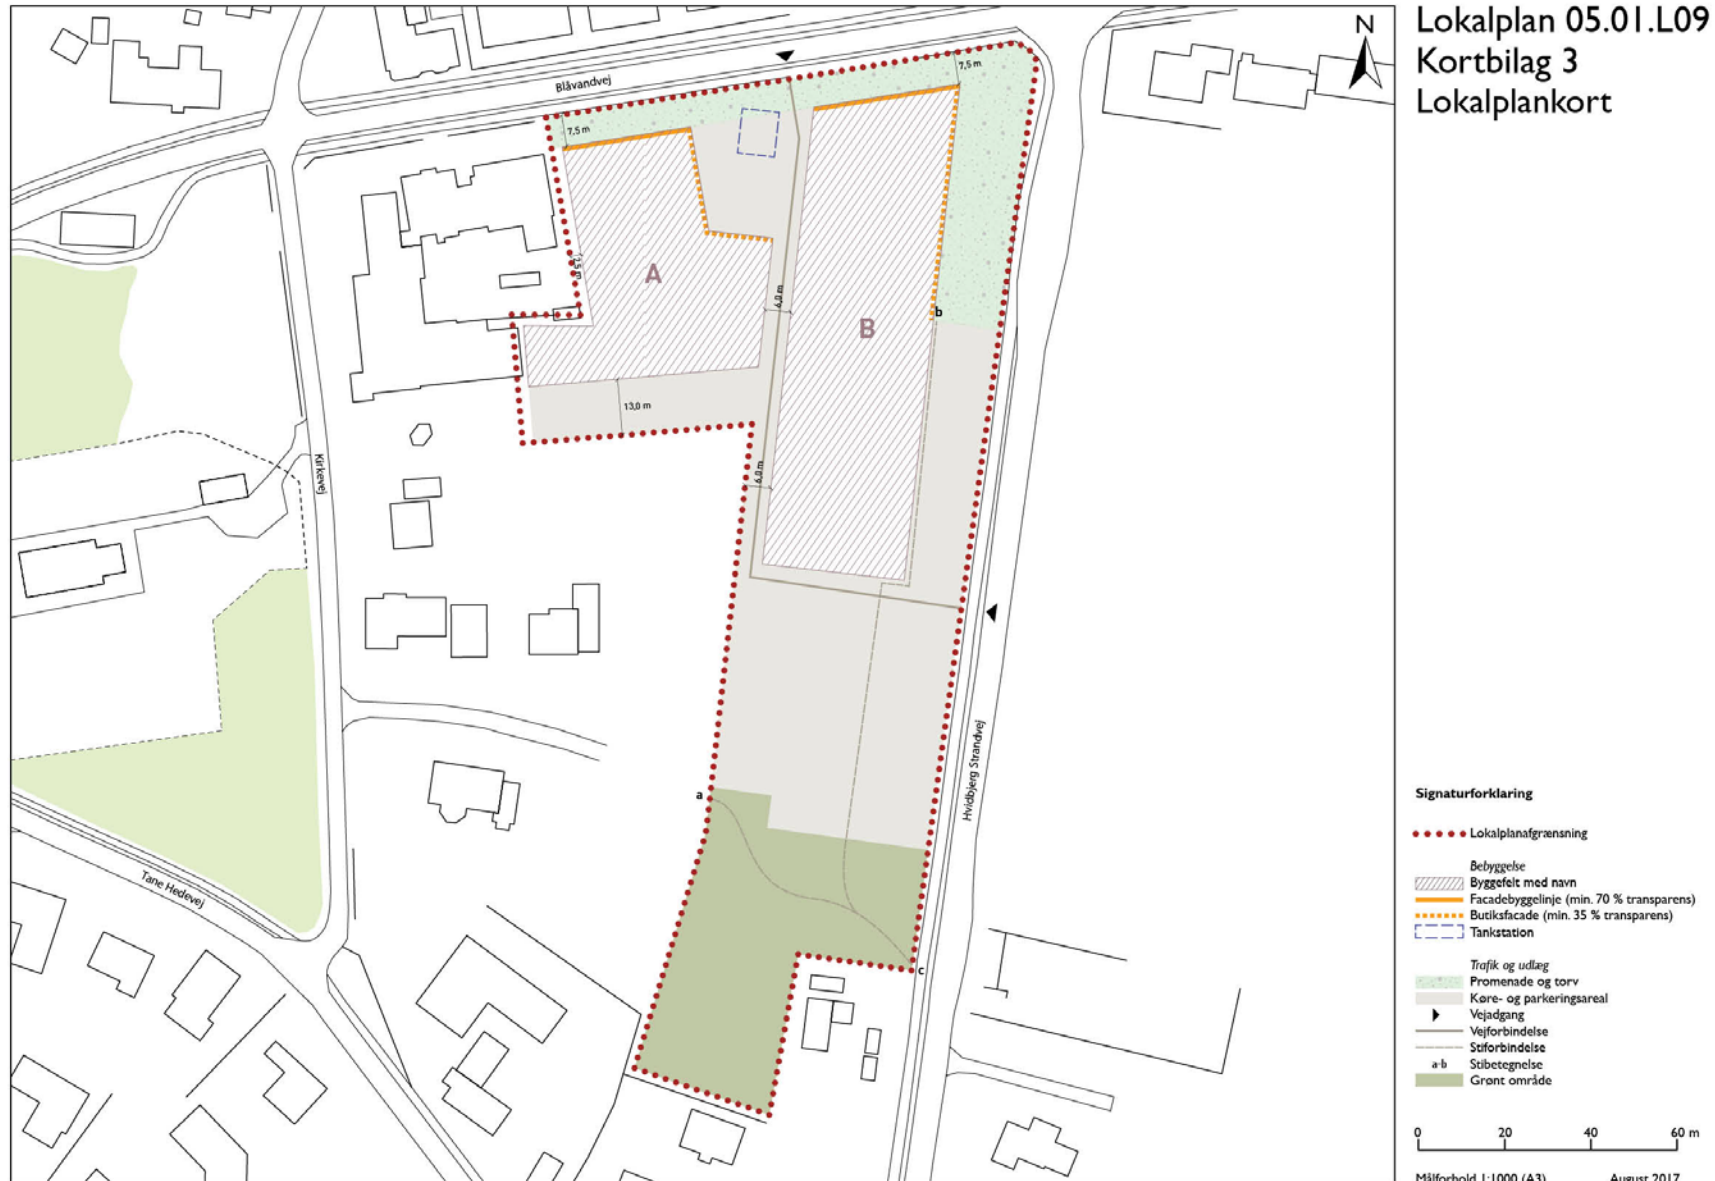 Lokalplan 05.01.L09
Kortbilag 3
Lokalplankort
N
Blåvandvej
7,5 m
7,5 m
A
2,5 m
6,0 m
B
b
13,0 m
6,0 m
Kirkevej
Hvidbjerg Strandvej
a
Tane Hedevej
c
Signaturforklaring
Lokalplanafgrænsning
Bebyggelse
Byggefelt med navn
Facadebyggelinje (min. 70 % transparens)
Butiksfacade (min. 35 % transparens)
Tankstation
Trafik og udlæg
Promenade og torv
Køre- og parkeringsareal
Vejadgang
Vejforbindelse
Stiforbindelse
a-b Stibetegnelse
Grønt område
0 20 40 60 m
Målforhold 1:1000 (A3) August 2017